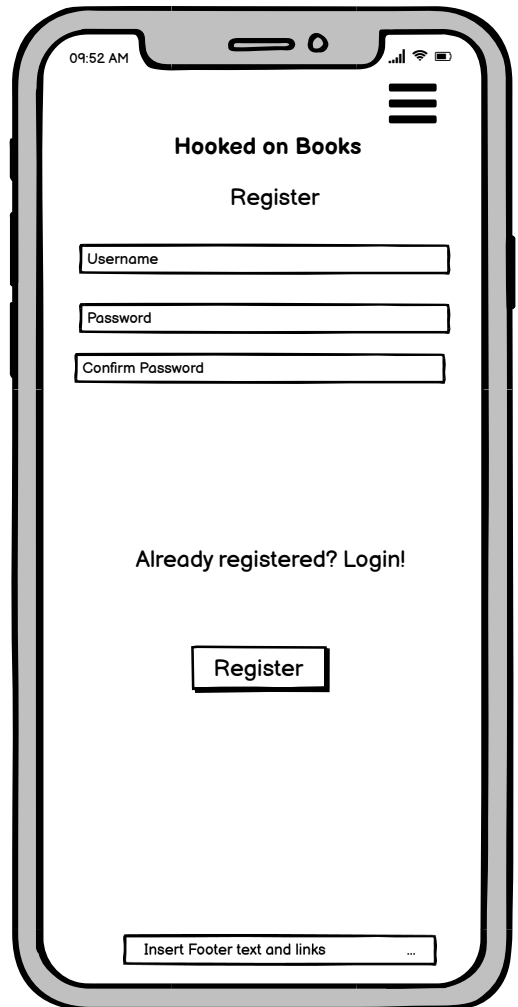 09:52 AM
Hooked on Books
Register
Username
Password
Confirm Password
Already registered? Login!
Register
Insert Footer text and links ...